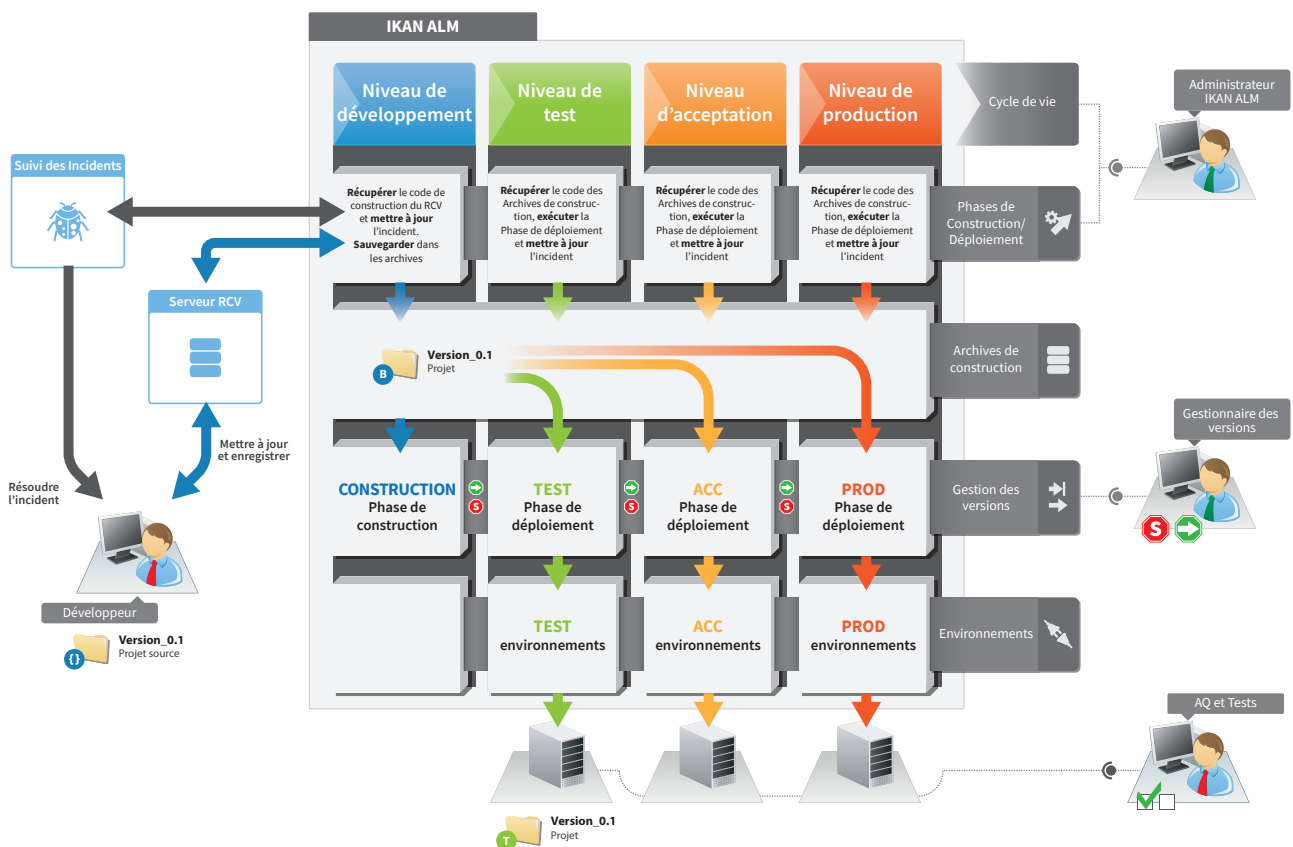 IKAN ALM
Niveau de
développement
Niveau de
test
Niveau
d'acceptation
Niveau de
production
Cycle de vie
Administrateur
IKAN ALM
Suivi des Incidents
Récupérer le code de
construction du RCV
et mettre à jour
l'incident.
Sauvegarder dans
les archives
Récupérer le code des
Archives de construc-
tion, exécuter la
Phase de déploiement
et mettre à jour
l'incident
Récupérer le code des
Archives de construc-
tion, exécuter la
Phase de déploiement
et mettre à jour
l'incident
Récupérer le code des
Archives de construc-
tion, exécuter la
Phase de déploiement
et mettre à jour
l'incident
Phases de
Construction/
Déploiement
Serveur RCV
B
Version_0.1
Projet
Archives de
construction
Gestionnaire des
versions
Mettre à jour
et enregistrer
Résoudre
l'incident
CONSTRUCTION
Phase de
construction
S
TEST
Phase de
déploiement
S
ACC
Phase de
déploiement
S
PROD
Phase de
déploiement
Gestion des
versions
S
Développeur
{}
Version_0.1
Projet source
TEST
environnements
ACC
environnements
PROD
environnements
Environnements
AQ et Tests
T
Version_0.1
Projet